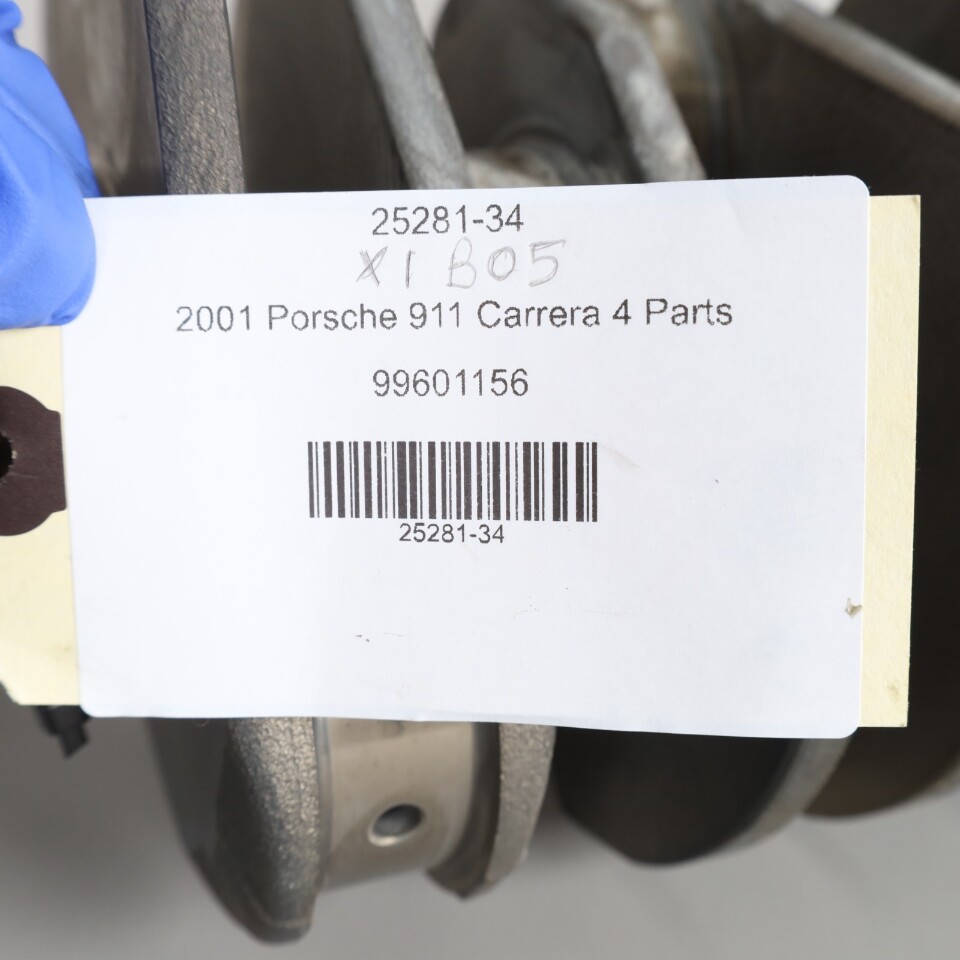 25281-34
X1 B05
2001 Porsche 911 Carrera 4 Parts
99601156
25281-34